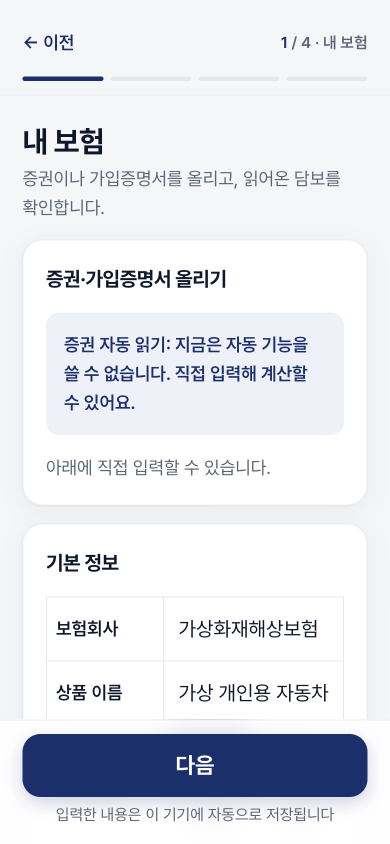 ← 이전
1 / 4 · 내 보험
내 보험
증권이나 가입증명서를 올리고, 읽어온 담보를
확인합니다.
증권·가입증명서 올리기
증권 자동 읽기: 지금은 자동 기능을
쓸 수 없습니다. 직접 입력해 계산할
수 있어요.
아래에 직접 입력할 수 있습니다.
기본 정보
보험회사 가상화재해상보험
상품 이름 가상 개인용 자동차
다음
입력한 내용은 이 기기에 자동으로 저장됩니다